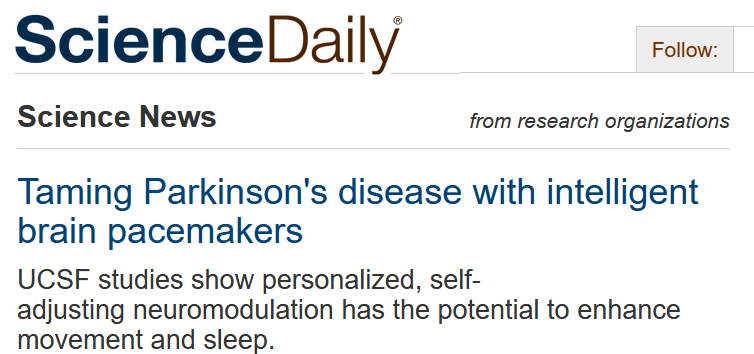 ScienceDaily®
Follow:
Science News
from research organizations
Taming Parkinson's disease with intelligent
brain pacemakers
UCSF studies show personalized, self-
adjusting neuromodulation has the potential to enhance
movement and sleep.